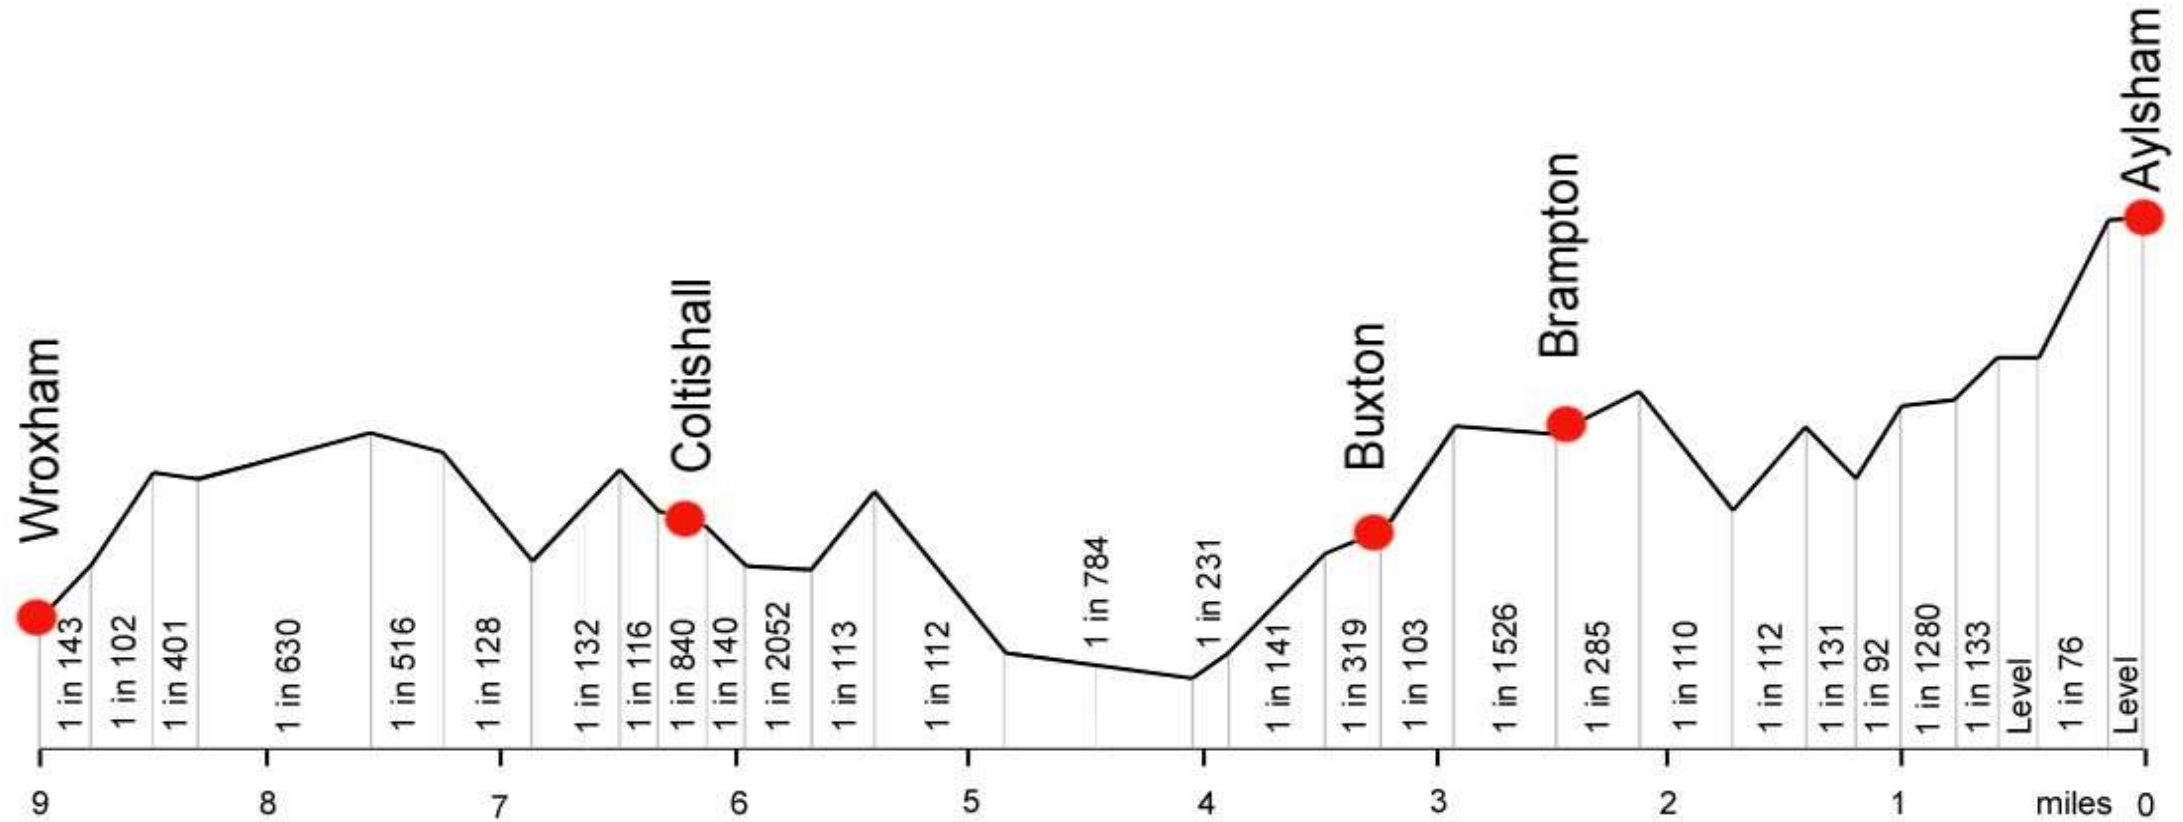 Wroxham
Coltishall
Buxton
Brampton
Aylsham
1 in 143
1 in 102
1 in 401
1 in 630
1 in 516
1 in 128
1 in 132
1 in 116
1 in 840
1 in 140
1 in 2052
1 in 113
1 in 112
1 in 784
1 in 231
1 in 141
1 in 319
1 in 103
1 in 1526
1 in 285
1 in 110
1 in 112
1 in 131
1 in 92
1 in 1280
1 in 133
Level
1 in 76
Level
9 8 7 6 5 4 3 2 1 miles 0